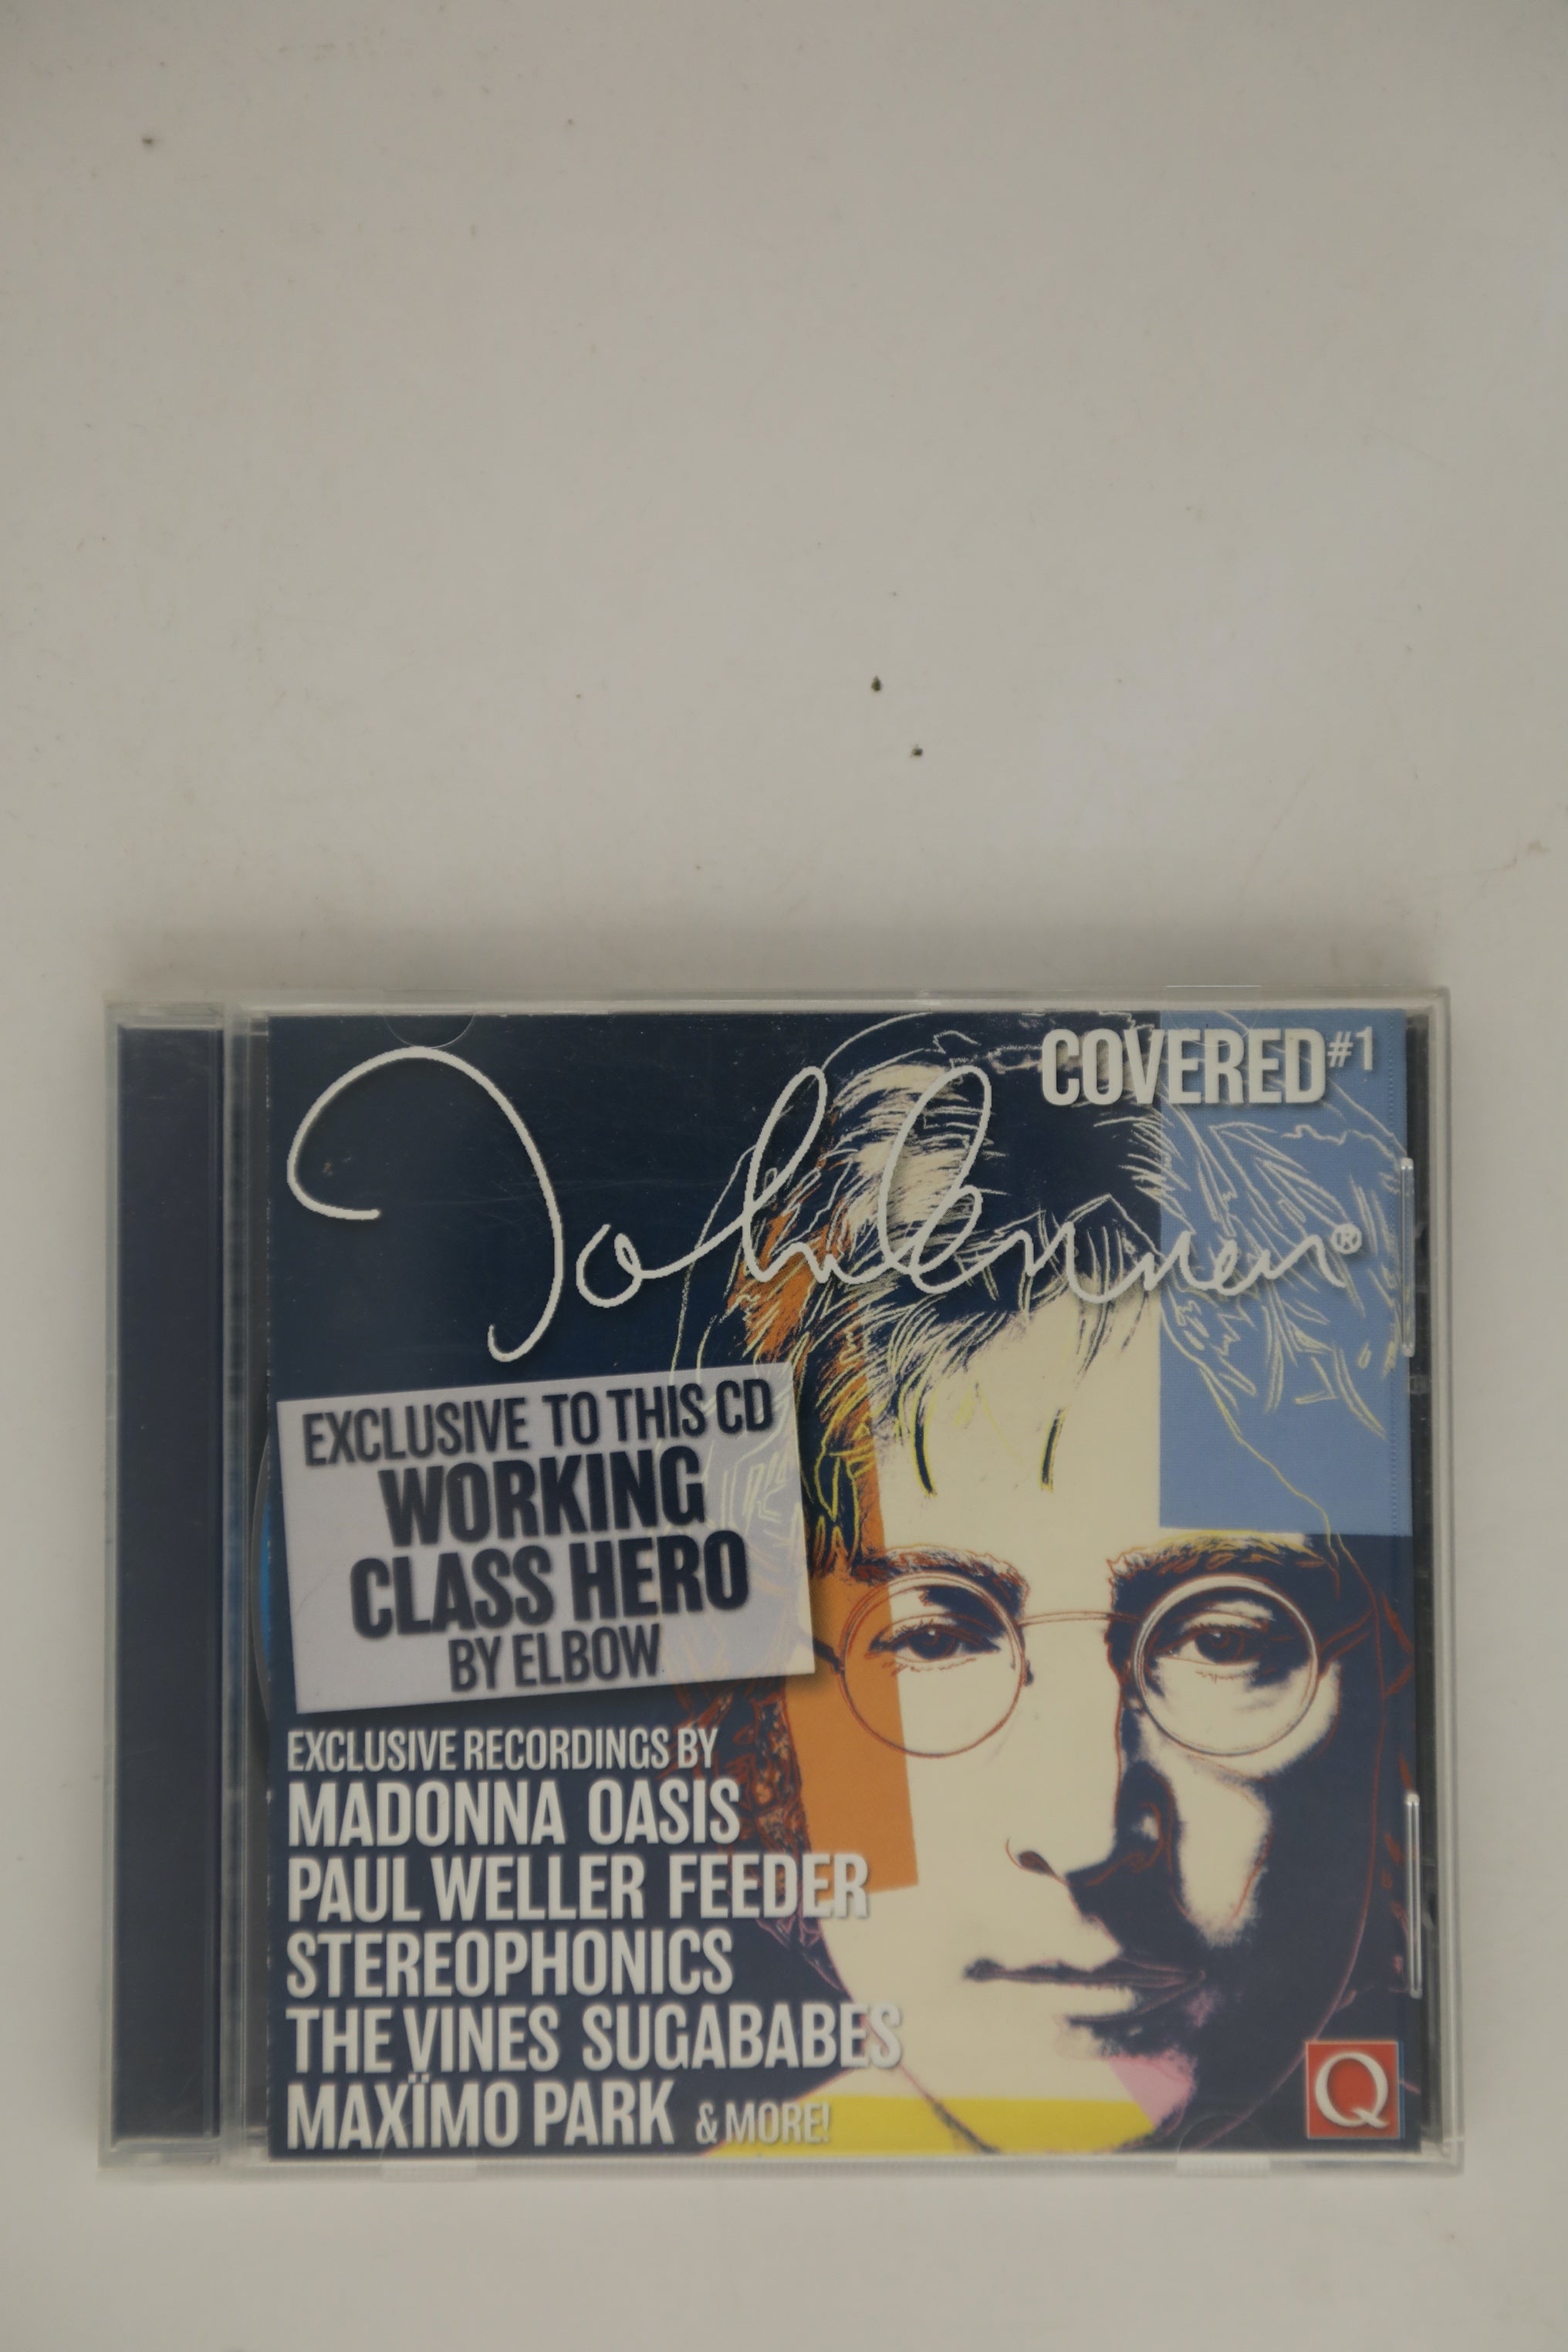 COVERED#1
John Lennon®
EXCLUSIVE TO THIS CD
WORKING
CLASS HERO
BY ELBOW
EXCLUSIVE RECORDINGS BY
MADONNA OASIS
PAUL WELLER FEEDER
STEREOPHONICS
THE VINES SUGABABES
MAXÏMO PARK & MORE!
Q